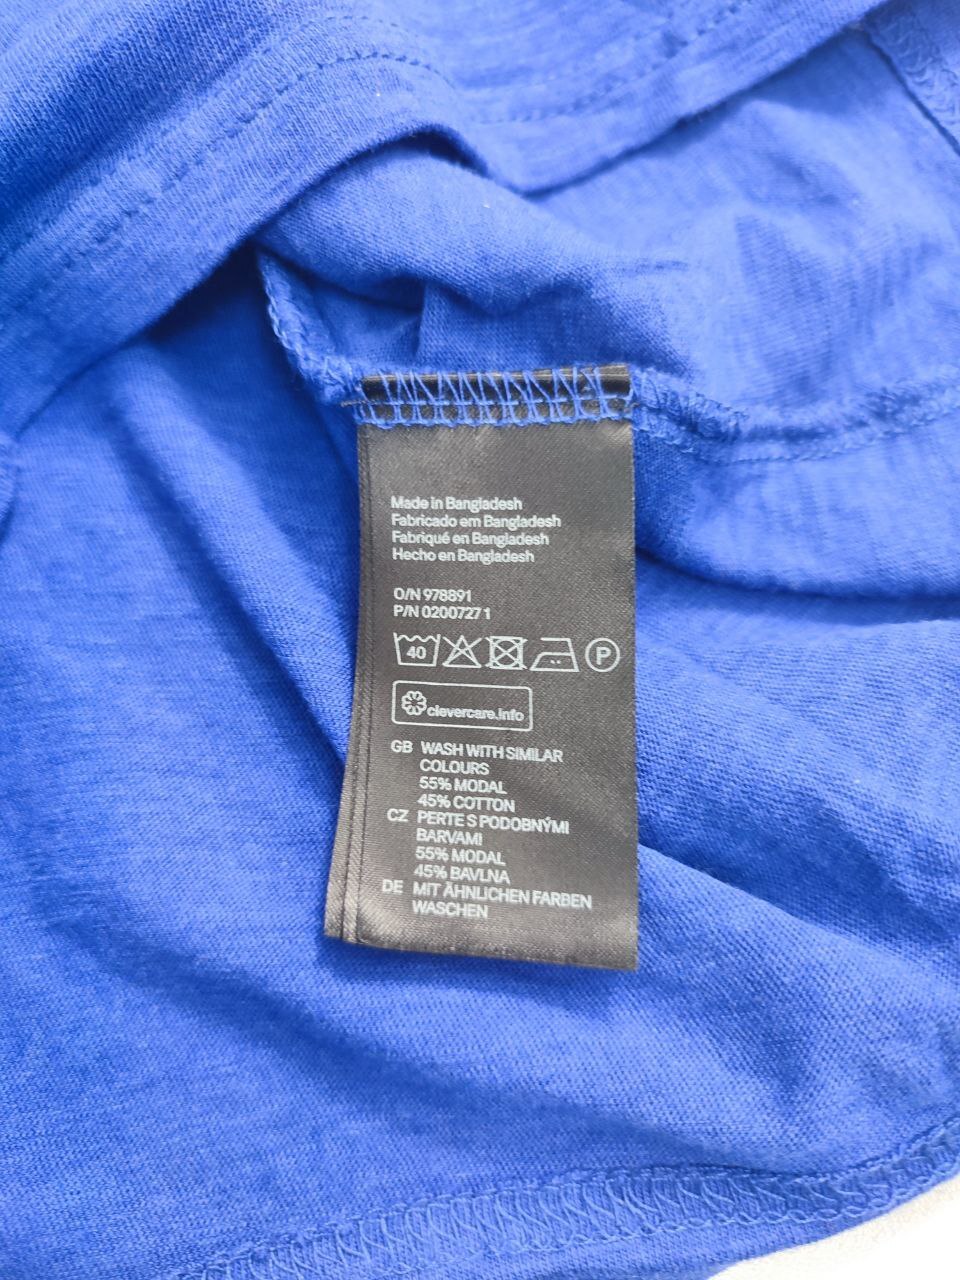 Made in Bangladesh
Fabricado em Bangladesh
Fabriqué en Bangladesh
Hecho en Bangladesh
O/N 978891
P/N 0200727 1
40 P
clevercare.info
GB WASH WITH SIMILAR
COLOURS
55% MODAL
45% COTTON
CZ PERTE S PODOBNÝMI
BARVAMI
55% MODAL
45% BAVLNA
DE MIT ÄHNLICHEN FARBEN
WASCHEN